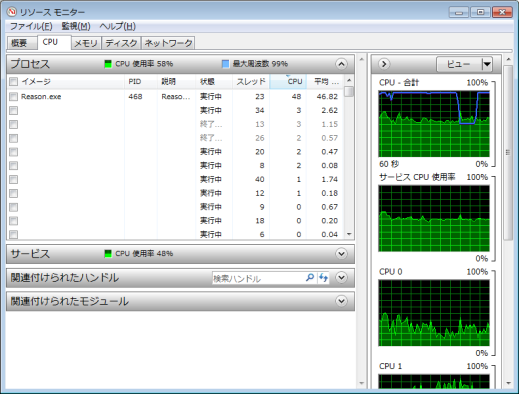 リソース モニター
ファイル(F) 監視(M) ヘルプ(H)
概要 CPU メモリ ディスク ネットワーク
プロセス CPU 使用率 58% 最大周波数 99%
イメージ PID 説明 状態 スレッド CPU 平均 ...
Reason.exe 468 Reaso... 実行中 23 48 46.82
実行中 34 3 2.62
終了... 13 3 1.15
終了... 26 2 0.57
実行中 20 2 0.47
実行中 8 2 0.08
実行中 40 1 1.74
実行中 12 1 0.18
実行中 9 0 0.67
実行中 18 0 0.20
実行中 6 0 0.04
サービス CPU 使用率 48%
関連付けられたハンドル 検索ハンドル
関連付けられたモジュール
ビュー
CPU - 合計 100%
60 秒 0%
サービス CPU 使用率 100%
0%
CPU 0 100%
0%
CPU 1 100%